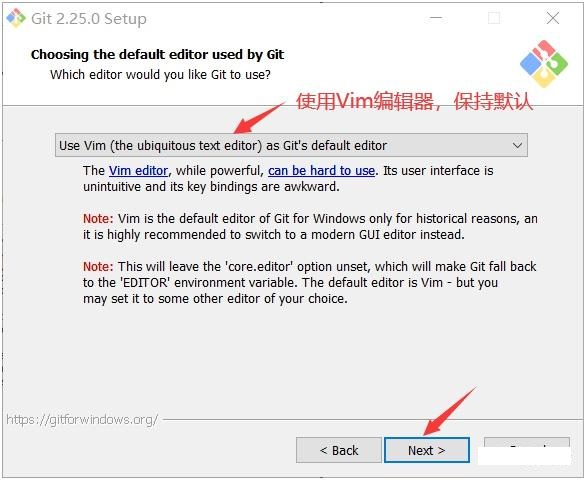 Git 2.25.0 Setup
Choosing the default editor used by Git
Which editor would you like Git to use?
使用Vim编辑器，保持默认
Use Vim (the ubiquitous text editor) as Git's default editor
The Vim editor, while powerful, can be hard to use. Its user interface is
unintuitive and its key bindings are awkward.
Note: Vim is the default editor of Git for Windows only for historical reasons, an
it is highly recommended to switch to a modern GUI editor instead.
Note: This will leave the 'core.editor' option unset, which will make Git fall back
to the 'EDITOR' environment variable. The default editor is Vim - but you
may set it to some other editor of your choice.
https://gitforwindows.org/
< Back
Next >